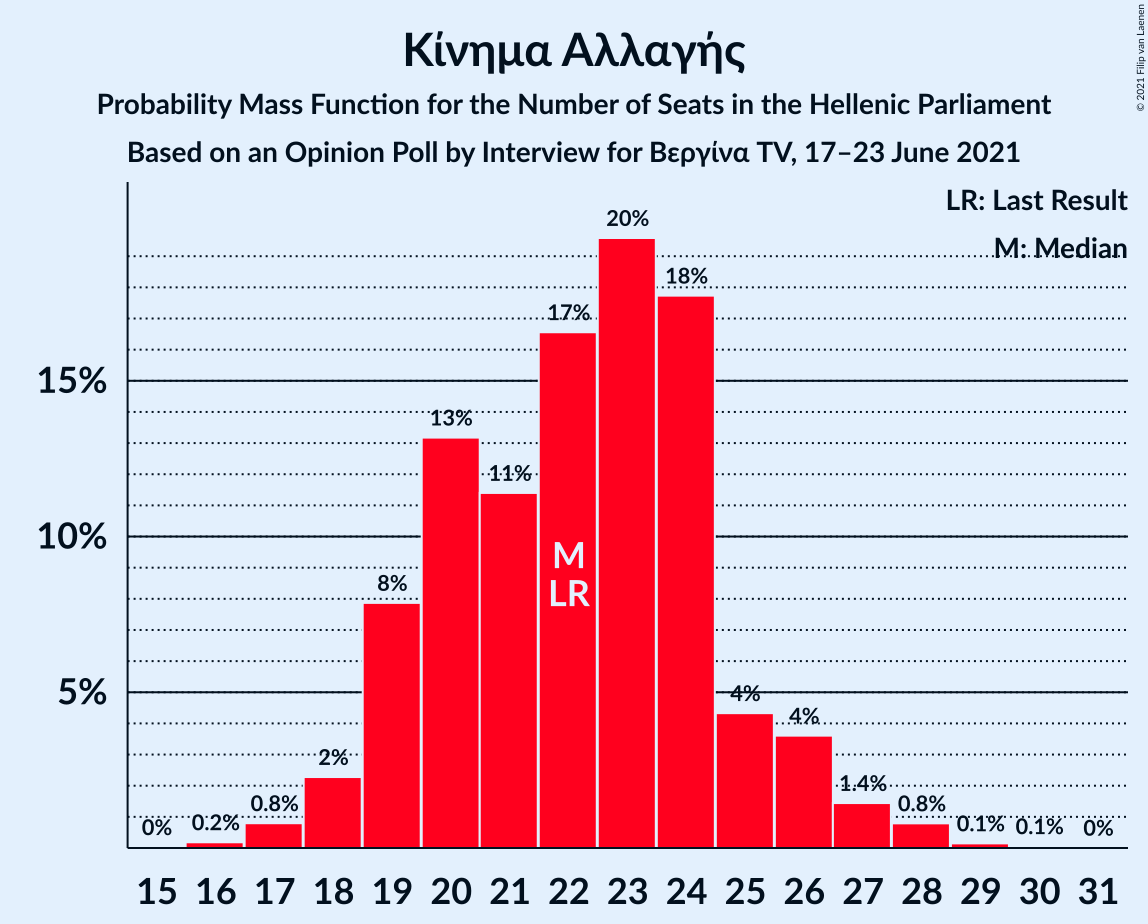 Κίνημα Αλλαγής
Probability Mass Function for the Number of Seats in the Hellenic Parliament
Based on an Opinion Poll by Interview for Βεργίνα TV, 17–23 June 2021
© 2021 Filip van Laenen
LR: Last Result
M: Median
20%
18%
17%
15%
13%
11%
10%
M
LR
8%
5%
4%
4%
2%
1.4%
0.8%
0.8%
0%
0.2%
0.1%
0.1%
0%
15 16 17 18 19 20 21 22 23 24 25 26 27 28 29 30 31